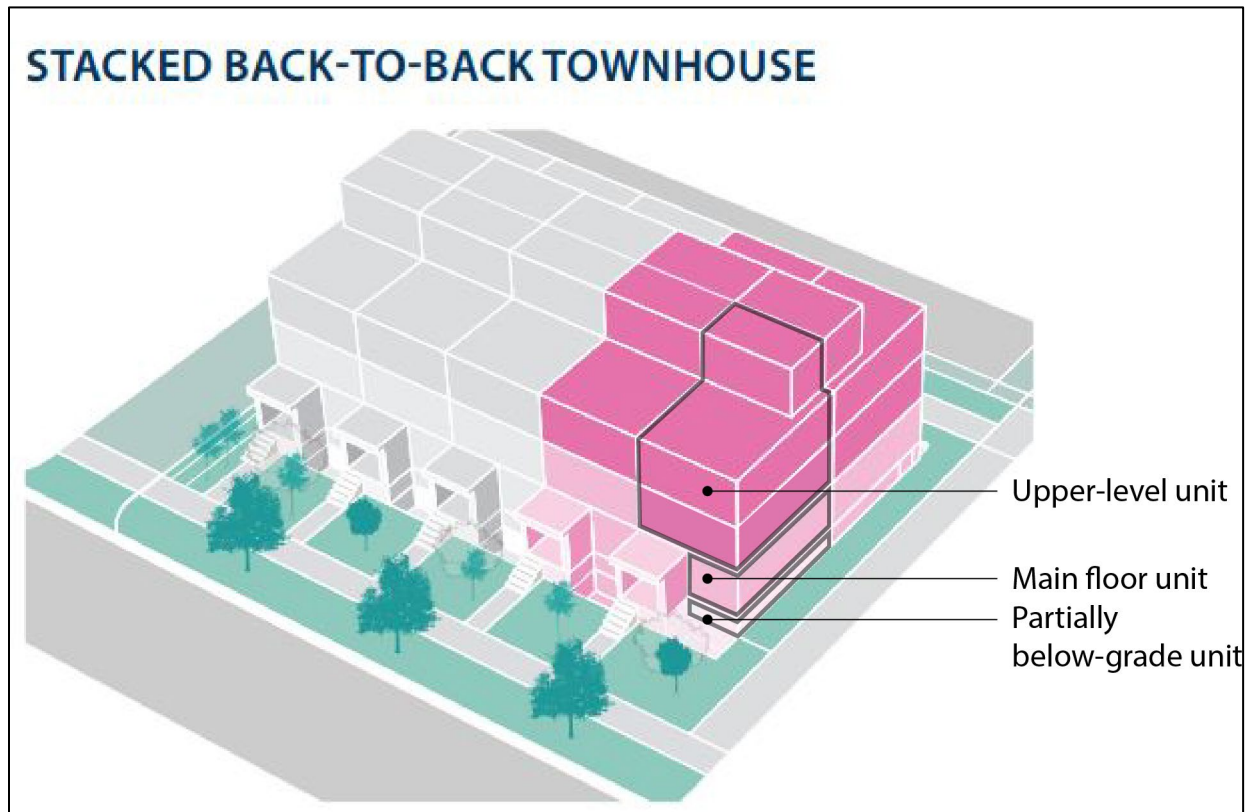 STACKED BACK-TO-BACK TOWNHOUSE
Upper-level unit
Main floor unit
Partially
below-grade unit